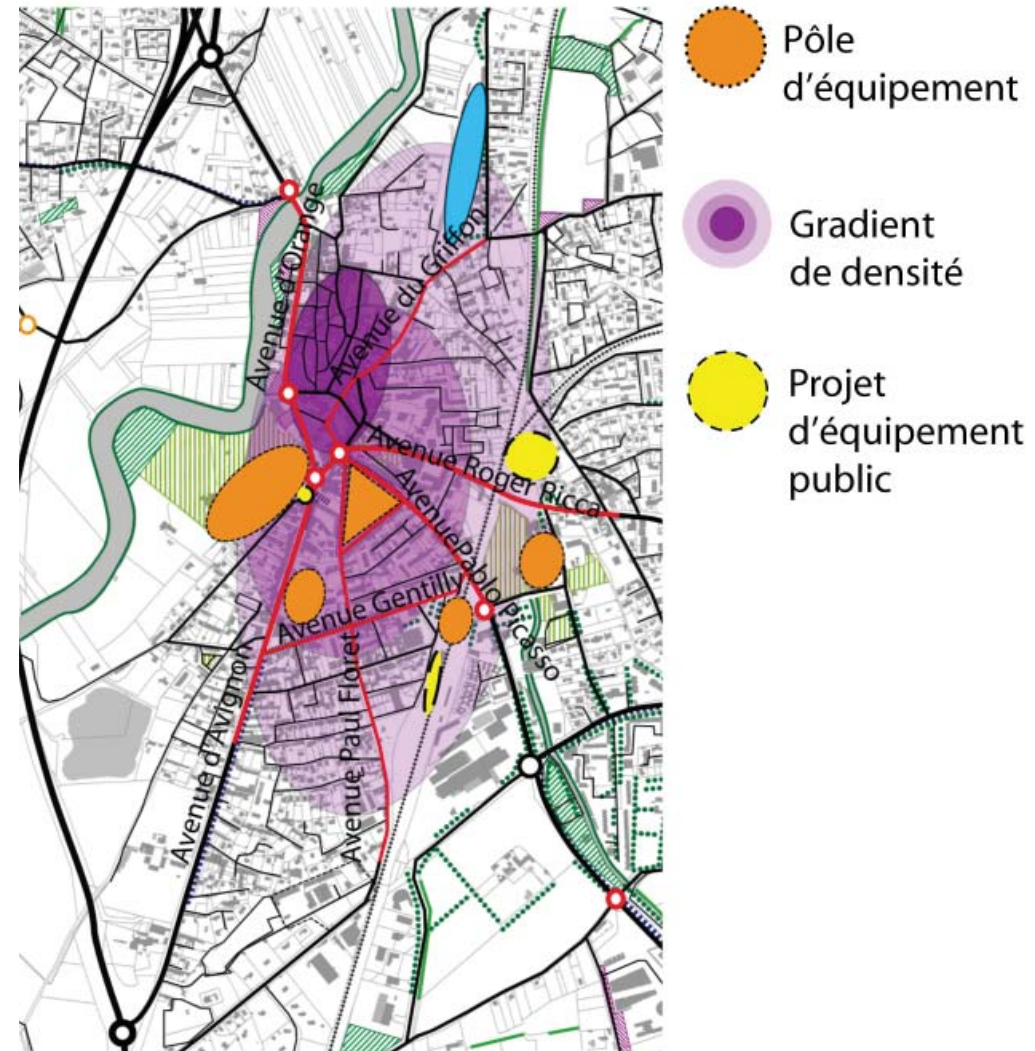 Pôle
d'équipement
Gradient
de densité
Projet
d'équipement
public
Avenue d'Orange
Avenue du Griffon
Avenue Roger Ricca
Avenue Pablo Picasso
Avenue Gentilly
Avenue Paul Floret
Avenue d'Avignon